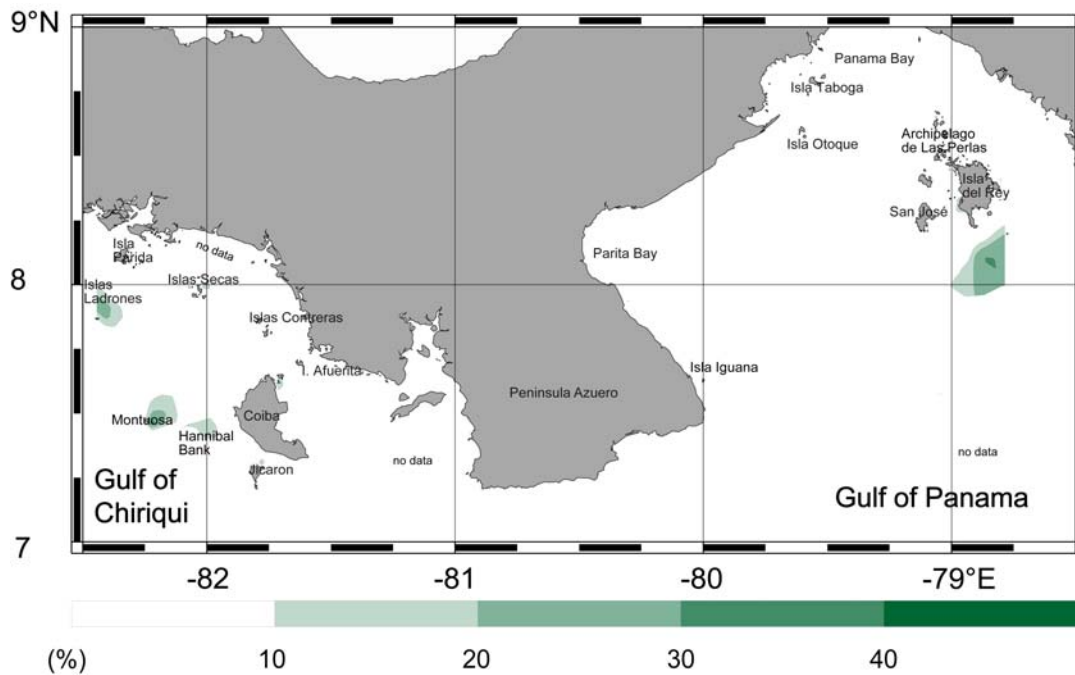 9°N
Panama Bay
Isla Taboga
Isla Otoque
Archipelago
de Las Perlas
Isla
del Rey
San José
Isla
Parida
no data
Parita Bay
8
Islas Secas
Islas
Ladrones
Islas Contreras
I. Afuerita
Isla Iguana
Peninsula Azuero
Montuosa
Coiba
Hannibal
Bank
Jicaron
no data
no data
Gulf of
Chiriqui
Gulf of Panama
7
-82
-81
-80
-79°E
(%)
10
20
30
40